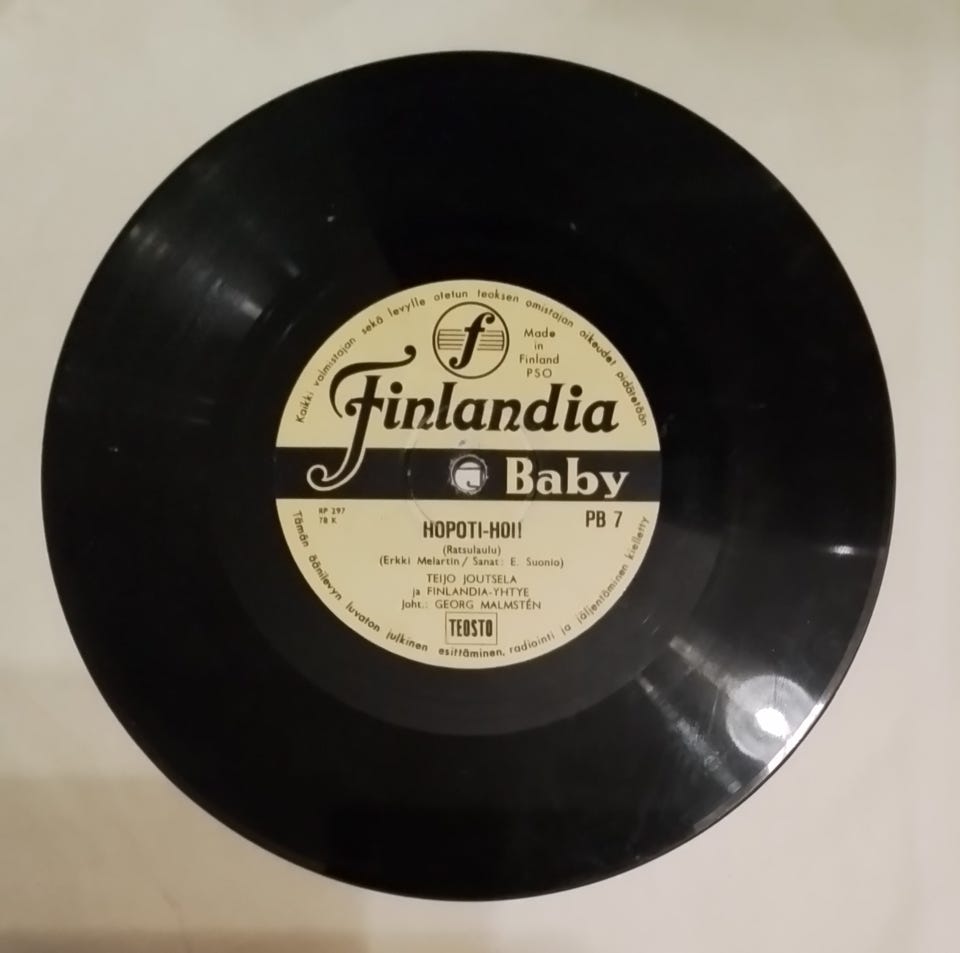 Kaikki valmistajan sekä levylle otetun teoksen omistajan oikeudet pidätetään
f
Made
in
Finland
PSO
Finlandia
Baby
RP 297
78 K
PB 7
HOPOTI-HOI!
(Ratsulaulu)
(Erkki Melartin / Sanat: E. Suonio)
TEIJO JOUTSELA
ja FINLANDIA-YHTYE
Joht.: GEORG MALMSTÉN
TEOSTO
Tämän äänilevyn luvaton julkinen esittäminen, radiointi ja jäljentäminen kielletty